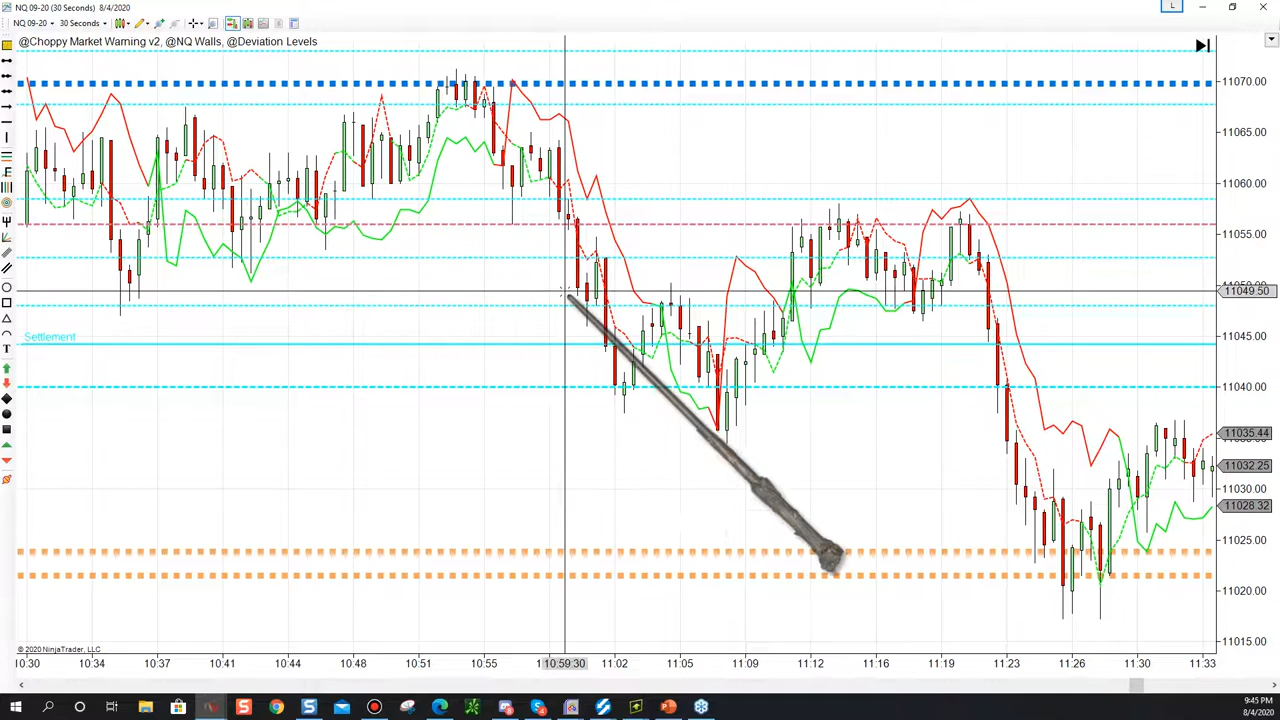 NQ 09-20 (30 Seconds) 8/4/2020
NQ 09-20 30 Seconds
L
@Choppy Market Warning v2, @NQ Walls, @Deviation Levels
11070.00
11065.00
11060.00
11055.00
11049.50
Settlement
11045.00
11040.00
11035.44
11032.25
11030.00
11028.32
11025.00
11020.00
11015.00
© 2020 NinjaTrader, LLC
10:30 10:34 10:37 10:41 10:44 10:48 10:51 10:55 10:59:30 11:02 11:05 11:09 11:12 11:16 11:19 11:23 11:26 11:30 11:33
9:45 PM
8/4/2020